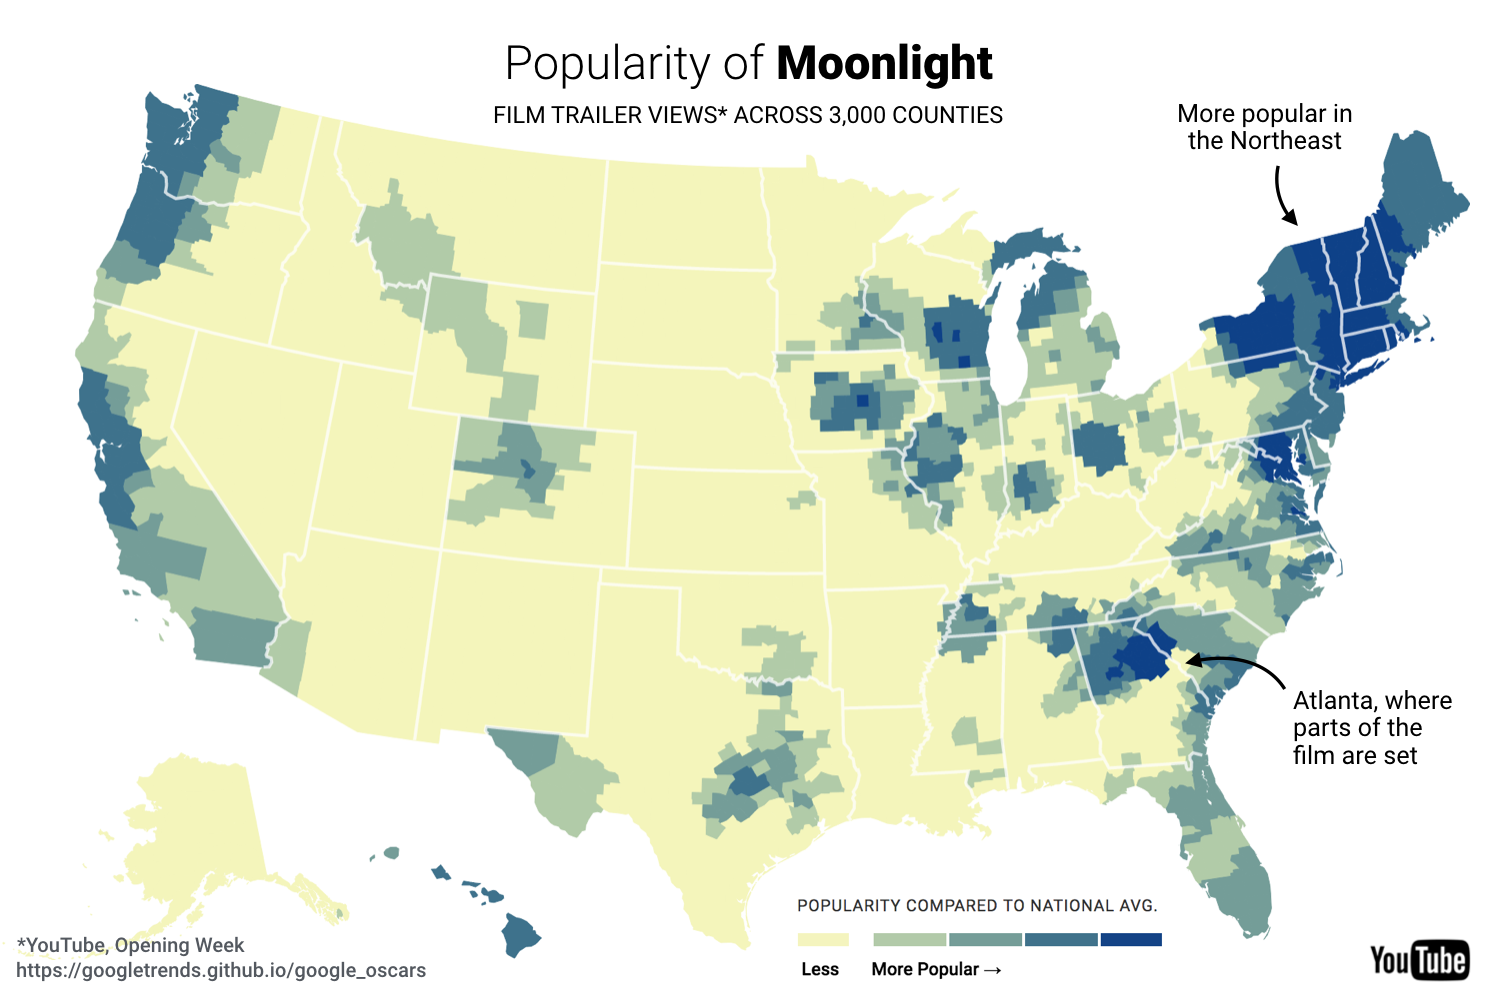 Popularity of Moonlight
FILM TRAILER VIEWS* ACROSS 3,000 COUNTIES
More popular in
the Northeast
Atlanta, where
parts of the
film are set
POPULARITY COMPARED TO NATIONAL AVG.
Less
More Popular →
*YouTube, Opening Week
https://googletrends.github.io/google_oscars
YouTube